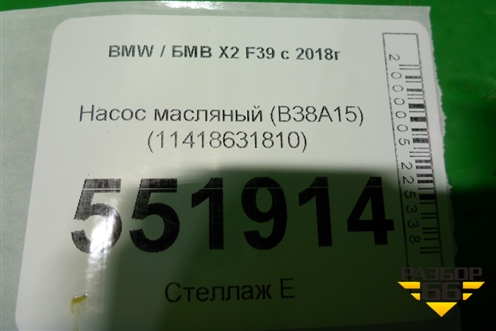 BMW / БМВ X2 F39 с 2018г
Насос масляный (B38A15)
(11418631810)
551914
Стеллаж Е
2000005225338
РАЗБОР
66